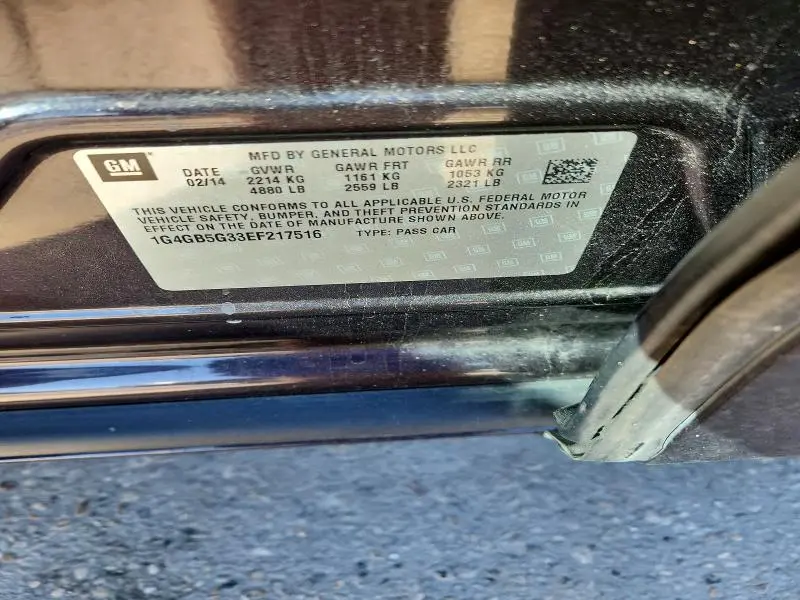 GM
MFD BY GENERAL MOTORS LLC
DATE GVWR GAWR FRT GAWR RR
02/14 2214 KG 1161 KG 1053 KG
4880 LB 2559 LB 2321 LB
THIS VEHICLE CONFORMS TO ALL APPLICABLE U.S. FEDERAL MOTOR
VEHICLE SAFETY, BUMPER, AND THEFT PREVENTION STANDARDS IN
EFFECT ON THE DATE OF MANUFACTURE SHOWN ABOVE.
1G4GB5G33EF217516 TYPE: PASS CAR